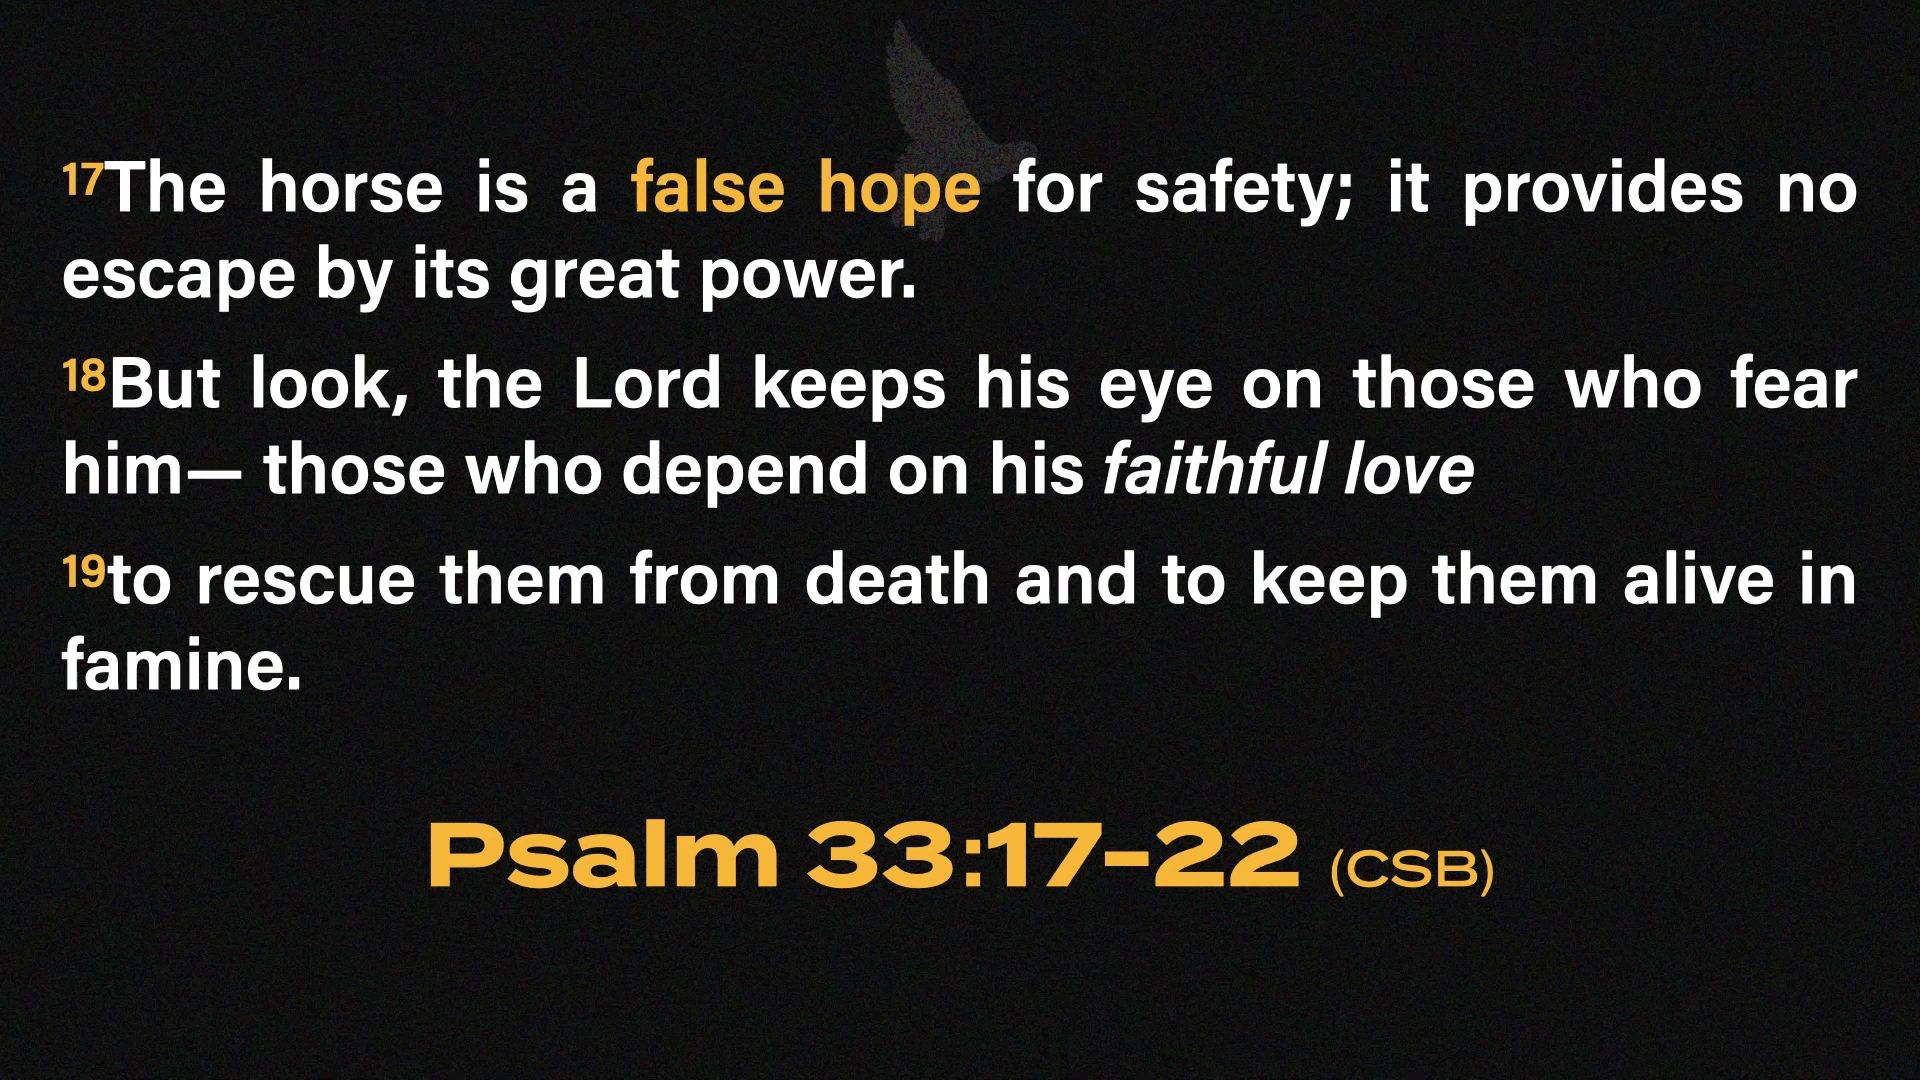 17The horse is a false hope for safety; it provides no
escape by its great power.
18But look, the Lord keeps his eye on those who fear
him— those who depend on his faithful love
19to rescue them from death and to keep them alive in
famine.
Psalm 33:17–22 (CSB)